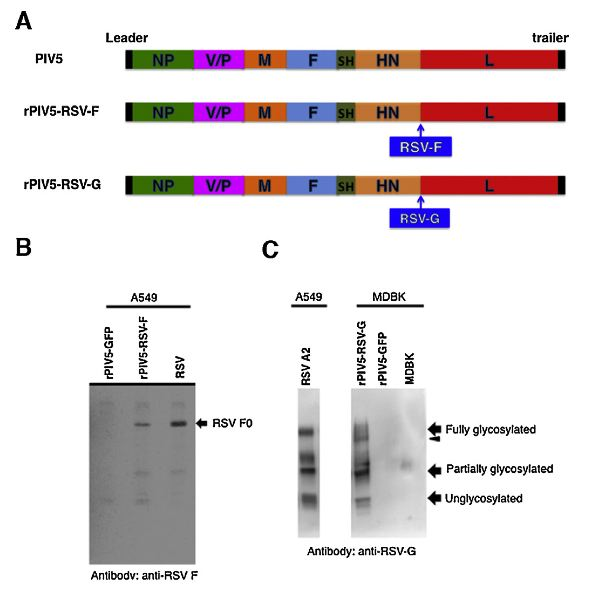 A
Leader trailer
PIV5 NP V/P M F SH HN L
rPIV5-RSV-F NP V/P M F SH HN L
RSV-F
rPIV5-RSV-G NP V/P M F SH HN L
RSV-G
B
A549
rPIV5-GFP
rPIV5-RSV-F
RSV
RSV F0
Antibody: anti-RSV F
C
A549 MDBK
RSV A2
rPIV5-RSV-G
rPIV5-GFP
MDBK
Fully glycosylated
Partially glycosylated
Unglycosylated
Antibody: anti-RSV-G